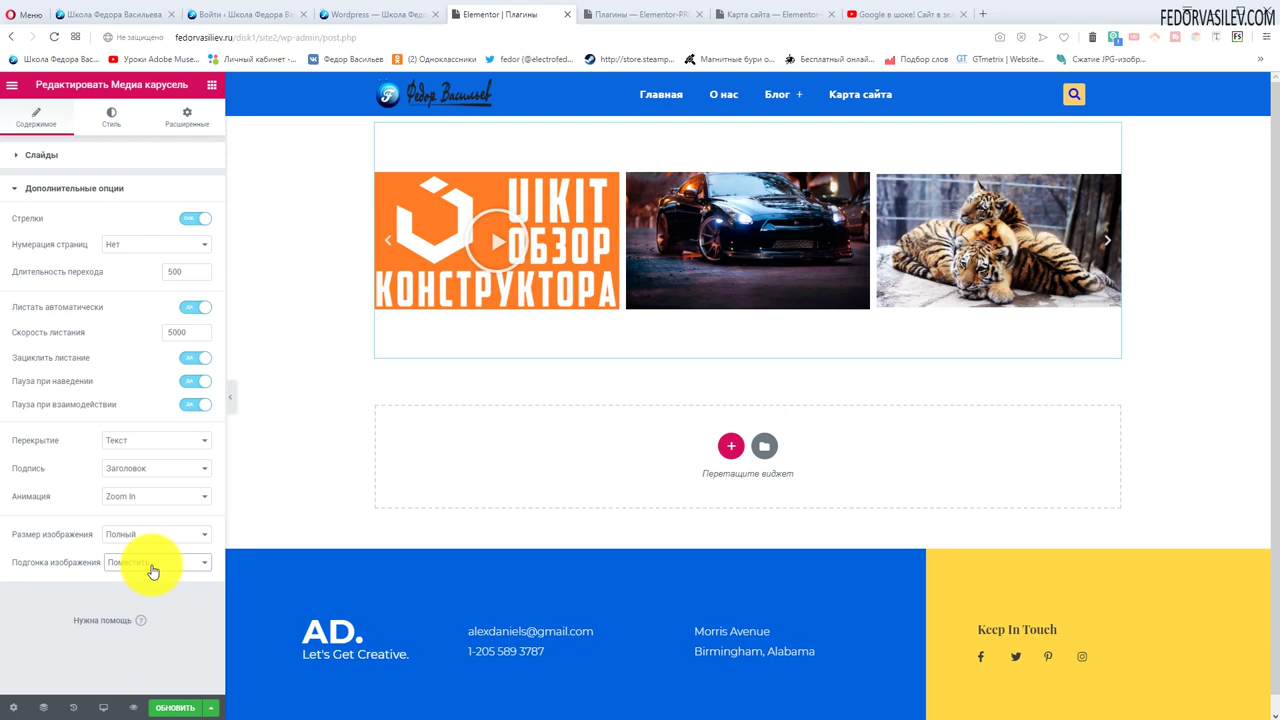 Меню
Школа Федора Васильева
Войти ‹ Школа Федора В
Wordpress — Школа Федо
Elementor | Плагины
Плагины — Elementor-PR
Карта сайта — Elementor-
Google в шоке! Сайт в зел
FEDORVASILEV.COM
Не защищено
fedorvasiliev.ru/disk1/site2/wp-admin/post.php
Школа Федора Вас...
Уроки Adobe Muse...
Личный кабинет -...
Федор Васильев
(2) Одноклассники
fedor (@electrofed...
http://store.steamp...
Магнитные бури о...
Бесплатный онлай...
Подбор слов
GTmetrix | Website...
Сжатие JPG-изобр...
Редактировать Медиа карусель
Содержимое
Стиль
Расширенные
Федор Васильев
Главная
О нас
Блог +
Карта сайта
Слайды
Дополнительные опции
Стрелки
Нумерация страниц
Нет
Длительность перехода
500
Листать автоматически
ДА
Скорость листания
5000
Зациклить листание
ДА
Пауза при наведении
ДА
Пауза при взаимодействии
ДА
Перекрытие
Текст
Подпись
Заголовок
Анимация
Zoom In
Размер изображения
Полный
Подгонка изображения
Поместить
Нужна помощь ?
ОБНОВИТЬ
UIKIT
ОБЗОР
КОНСТРУКТОРА
Перетащите виджет
AD.
Let's Get Creative.
alexdaniels@gmail.com
1-205 589 3787
Morris Avenue
Birmingham, Alabama
Keep In Touch